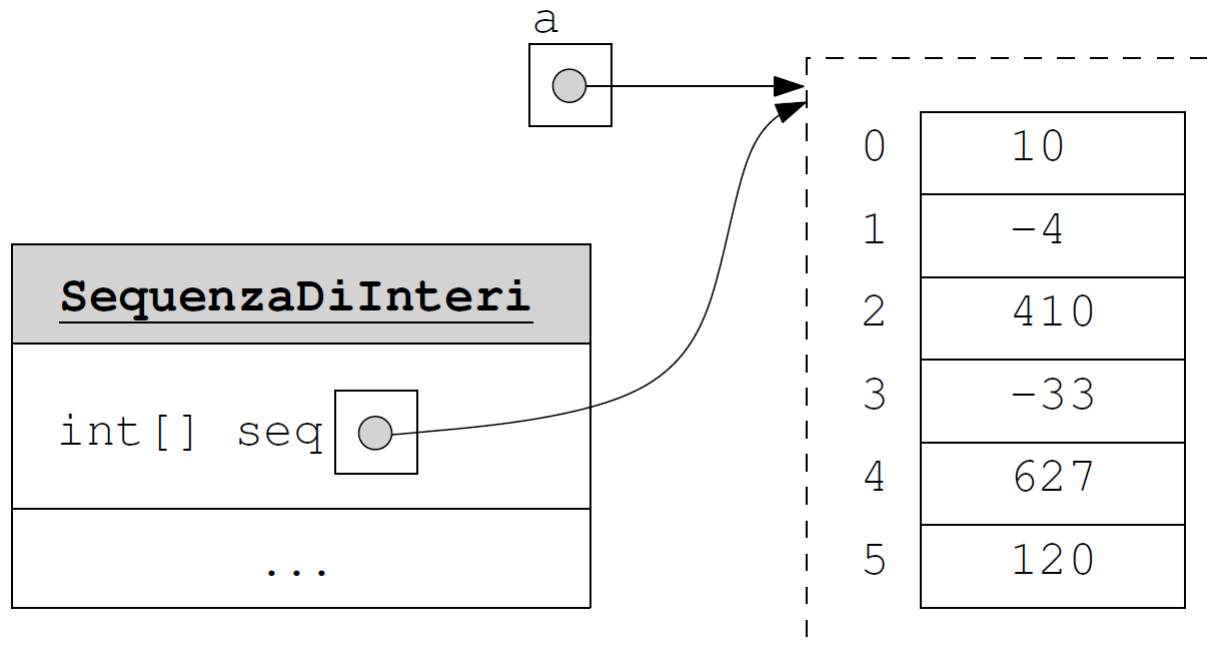 a
0 10
1 -4
SequenzaDiInteri
2 410
3 -33
int[] seq
4 627
5 120
...